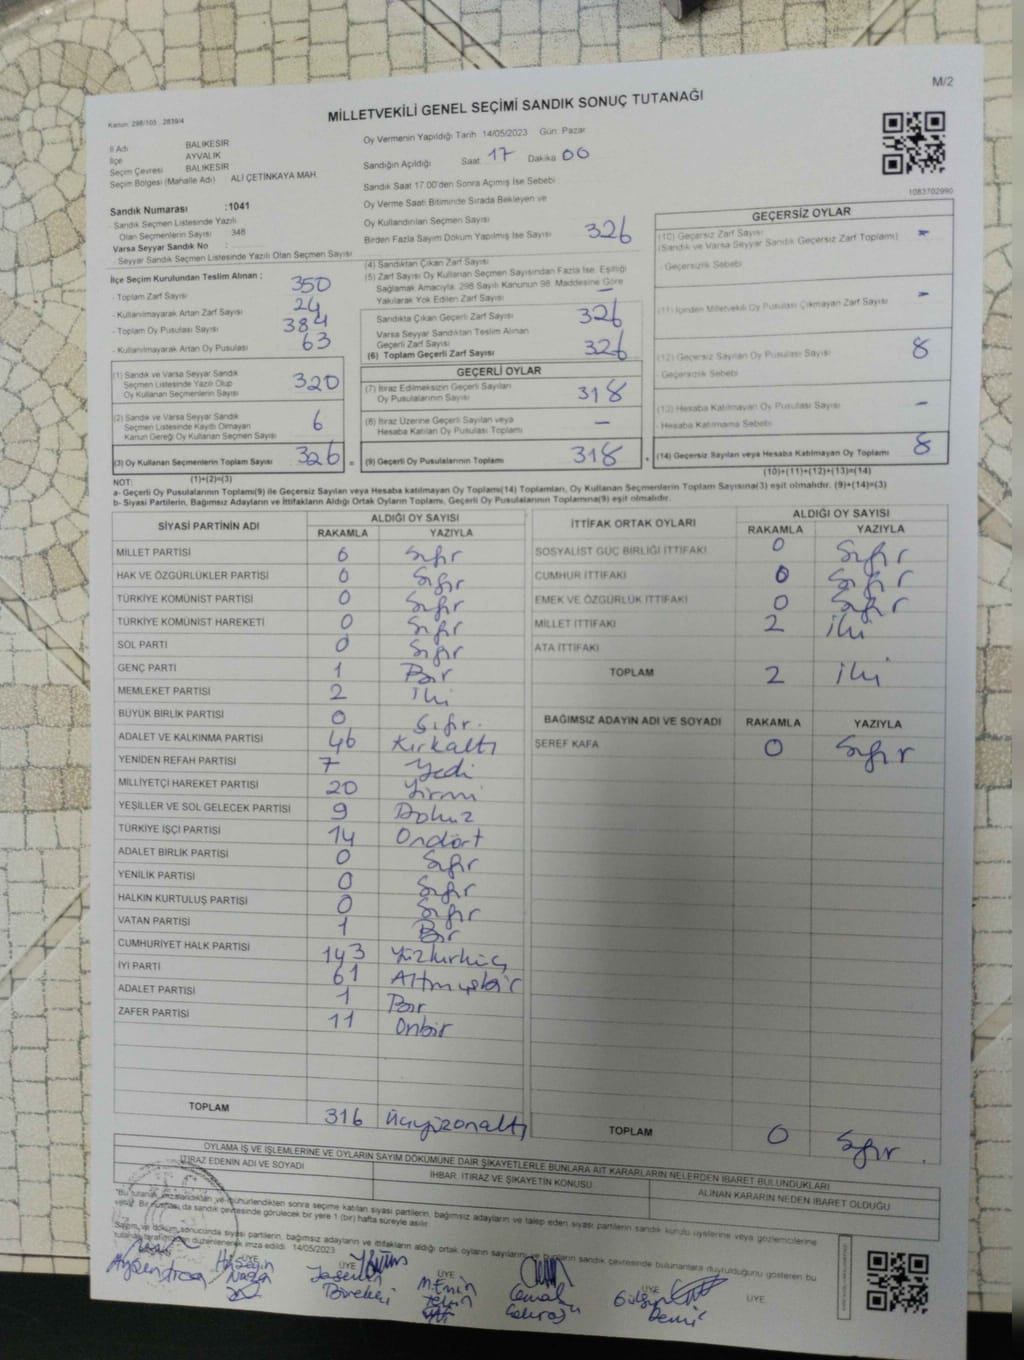 M/2
MİLLETVEKİLİ GENEL SEÇİMİ SANDIK SONUÇ TUTANAĞI
Kanun: 298/105 , 2839/4
İl Adı BALIKESİR
İlçe AYVALIK
Seçim Çevresi BALIKESİR
Seçim Bölgesi (Mahalle Adı) ALİ ÇETİNKAYA MAH.
Sandık Numarası :1041
- Sandık Seçmen Listesinde Yazılı
Olan Seçmenlerin Sayısı 348
Varsa Seyyar Sandık No :
- Seyyar Sandık Seçmen Listesinde Yazılı Olan Seçmen Sayısı
İlçe Seçim Kurulundan Teslim Alınan ;
- Toplam Zarf Sayısı 350
- Kullanılmayarak Artan Zarf Sayısı 24
- Toplam Oy Pusulası Sayısı 384
- Kullanılmayarak Artan Oy Pusulası 63
(1) Sandık ve Varsa Seyyar Sandık
Seçmen Listesinde Yazılı Olup
Oy Kullanan Seçmenlerin Sayısı 320
(2) Sandık ve Varsa Seyyar Sandık
Seçmen Listesinde Kaydı Olmayan
Kanun Gereği Oy Kullanan Seçmen Sayısı 6
(3) Oy Kullanan Seçmenlerin Toplam Sayısı 326 =
(1)+(2)=(3)
Oy Vermenin Yapıldığı Tarih 14/05/2023 Gün: Pazar
Sandığın Açıldığı Saat 17 Dakika 00
Sandık Saat 17.00'den Sonra Açılmış İse Sebebi
Oy Verme Saati Bitiminde Sırada Bekleyen ve
Oy Kullandırılan Seçmen Sayısı
Birden Fazla Sayım Döküm Yapılmış İse Sayısı
(4) Sandıktan Çıkan Zarf Sayısı 326
(5) Zarf Sayısı Oy Kullanan Seçmen Sayısından Fazla İse, Eşitliği
Sağlamak Amacıyla, 298 Sayılı Kanunun 98. Maddesine Göre
Yakılarak Yok Edilen Zarf Sayısı –
Sandıkta Çıkan Geçerli Zarf Sayısı 326
Varsa Seyyar Sandıktan Teslim Alınan
Geçerli Zarf Sayısı
(6) Toplam Geçerli Zarf Sayısı 326
GEÇERLİ OYLAR
(7) İtiraz Edilmeksizin Geçerli Sayılan
Oy Pusulalarının Sayısı 318
(8) İtiraz Üzerine Geçerli Sayılan veya
Hesaba Katılan Oy Pusulası Toplamı –
(9) Geçerli Oy Pusulalarının Toplamı 318 +
1083702990
GEÇERSİZ OYLAR
(10) Geçersiz Zarf Sayısı -
(Sandık ve Varsa Seyyar Sandık Geçersiz Zarf Toplamı)
- Geçersizlik Sebebi
(11) İçinden Milletvekili Oy Pusulası Çıkmayan Zarf Sayısı -
(12) Geçersiz Sayılan Oy Pusulası Sayısı 8
- Geçersizlik Sebebi
(13) Hesaba Katılmayan Oy Pusulası Sayısı -
- Hesaba Katılmama Sebebi
(14) Geçersiz Sayılan veya Hesaba Katılmayan Oy Toplamı 8
(10)+(11)+(12)+(13)=(14)
NOT:
a- Geçerli Oy Pusulalarının Toplamı(9) ile Geçersiz Sayılan veya Hesaba katılmayan Oy Toplamı(14) Toplamları, Oy Kullanan Seçmenlerin Toplam Sayısına(3) eşit olmalıdır. (9)+(14)=(3)
b- Siyasi Partilerin, Bağımsız Adayların ve İttifakların Aldığı Ortak Oyların Toplamı, Geçerli Oy Pusulalarının Toplamına(9) eşit olmalıdır.
SİYASİ PARTİNİN ADI ALDIĞI OY SAYISI
RAKAMLA YAZIYLA
MİLLET PARTİSİ 0 Sıfır
HAK VE ÖZGÜRLÜKLER PARTİSİ 0 Sıfır
TÜRKİYE KOMÜNİST PARTİSİ 0 Sıfır
TÜRKİYE KOMÜNİST HAREKETİ 0 Sıfır
SOL PARTİ 0 Sıfır
GENÇ PARTİ 1 Bir
MEMLEKET PARTİSİ 2 İki
BÜYÜK BİRLİK PARTİSİ 0 Sıfır.
ADALET VE KALKINMA PARTİSİ 46 Kırkaltı
YENİDEN REFAH PARTİSİ 7 Yedi
MİLLİYETÇİ HAREKET PARTİSİ 20 Yirmi
YEŞİLLER VE SOL GELECEK PARTİSİ 9 Dokuz
TÜRKİYE İŞÇİ PARTİSİ 14 Ondört
ADALET BİRLİK PARTİSİ 0 Sıfır
YENİLİK PARTİSİ 0 Sıfır
HALKIN KURTULUŞ PARTİSİ 0 Sıfır
VATAN PARTİSİ 1 Bir
CUMHURİYET HALK PARTİSİ 143 Yüzkırküç
İYİ PARTİ 61 Altmışbir
ADALET PARTİSİ 1 Bir
ZAFER PARTİSİ 11 Onbir
TOPLAM 316 Üçyüzonaltı
İTTİFAK ORTAK OYLARI ALDIĞI OY SAYISI
RAKAMLA YAZIYLA
SOSYALİST GÜÇ BİRLİĞİ İTTİFAKI 0 Sıfır
CUMHUR İTTİFAKI 0 Sıfır
EMEK VE ÖZGÜRLÜK İTTİFAKI 0 Sıfır
MİLLET İTTİFAKI 2 iki
ATA İTTİFAKI
TOPLAM 2 iki
BAĞIMSIZ ADAYIN ADI VE SOYADI RAKAMLA YAZIYLA
ŞEREF KAFA 0 Sıfır
TOPLAM 0 Sıfır .
OYLAMA İŞ VE İŞLEMLERİNE VE OYLARIN SAYIM DÖKÜMÜNE DAİR ŞİKAYETLERLE BUNLARA AİT KARARLARIN NELERDEN İBARET BULUNDUKLARI
İTİRAZ EDENİN ADI VE SOYADI İHBAR, İTİRAZ VE ŞİKAYETİN KONUSU ALINAN KARARIN NEDEN İBARET OLDUĞU
"Bu tutanak imzalandıktan ve mühürlendikten sonra seçime katılan siyasi partilerin, bağımsız adayların ve talep eden siyasi partilerin sandık kurulu üyelerine veya gözlemcilerine
verilir. Bir nüshası da sandık çevresinde görülecek bir yere 1 (bir) hafta süreyle asılır.
Sayım ve döküm sonucunda siyasi partilerin, bağımsız adayların ve ittifakların aldığı ortak oyların sayılarını ve bunların sandık çevresinde bulunanlara duyurulduğunu gösteren bu
tutanak tarafımızdan düzenlenerek imza edildi. 14/05/2023
ÜYE ÜYE ÜYE ÜYE ÜYE
Hüseyin Yasemin M.Emin Cemal Demir